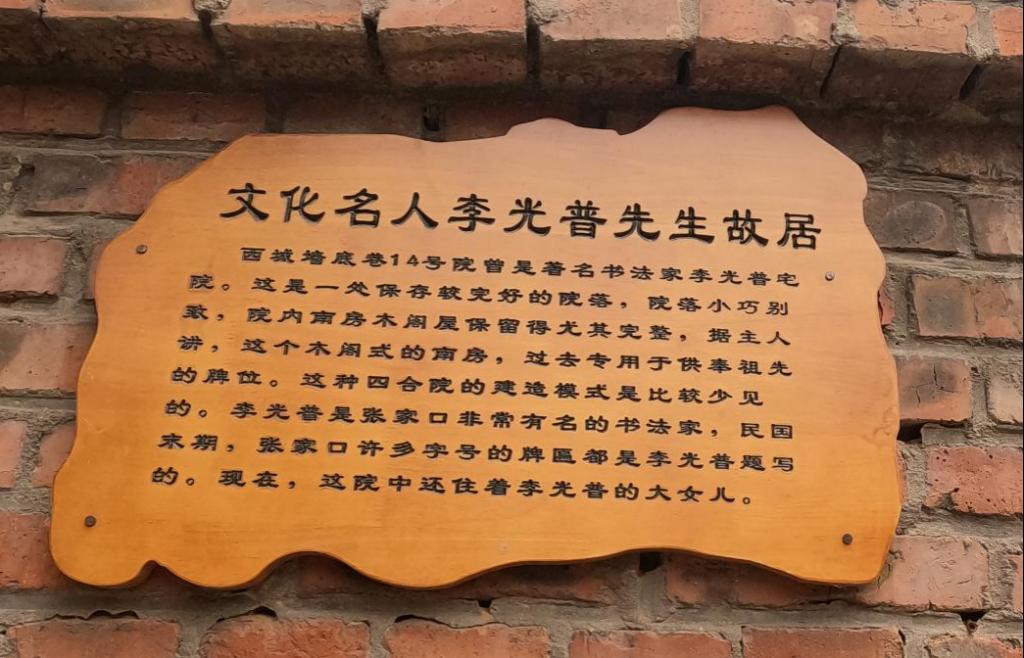 文化名人李光普先生故居
西城墙底巷14号院曾是著名书法家李光普宅
院。这是一处保存较完好的院落，院落小巧别
致，院内南房木阁屋保留得尤其完整，据主人
讲，这个木阁式的南房，过去专用于供奉祖先
的牌位。这种四合院的建造模式是比较少见
的。李光普是张家口非常有名的书法家，民国
末期，张家口许多字号的牌匾都是李光普题写
的。现在，这院中还住着李光普的大女儿。